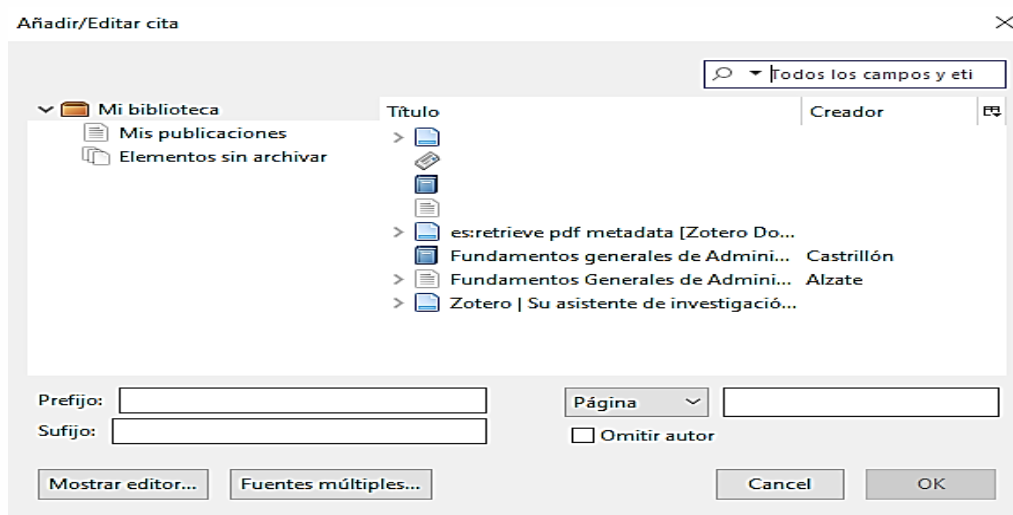 Añadir/Editar cita
Todos los campos y eti
Mi biblioteca
Mis publicaciones
Elementos sin archivar
Título Creador
es:retrieve pdf metadata [Zotero Do...
Fundamentos generales de Admini... Castrillón
Fundamentos Generales de Admini... Alzate
Zotero | Su asistente de investigació...
Prefijo:
Página
Sufijo:
Omitir autor
Mostrar editor... Fuentes múltiples... Cancel OK